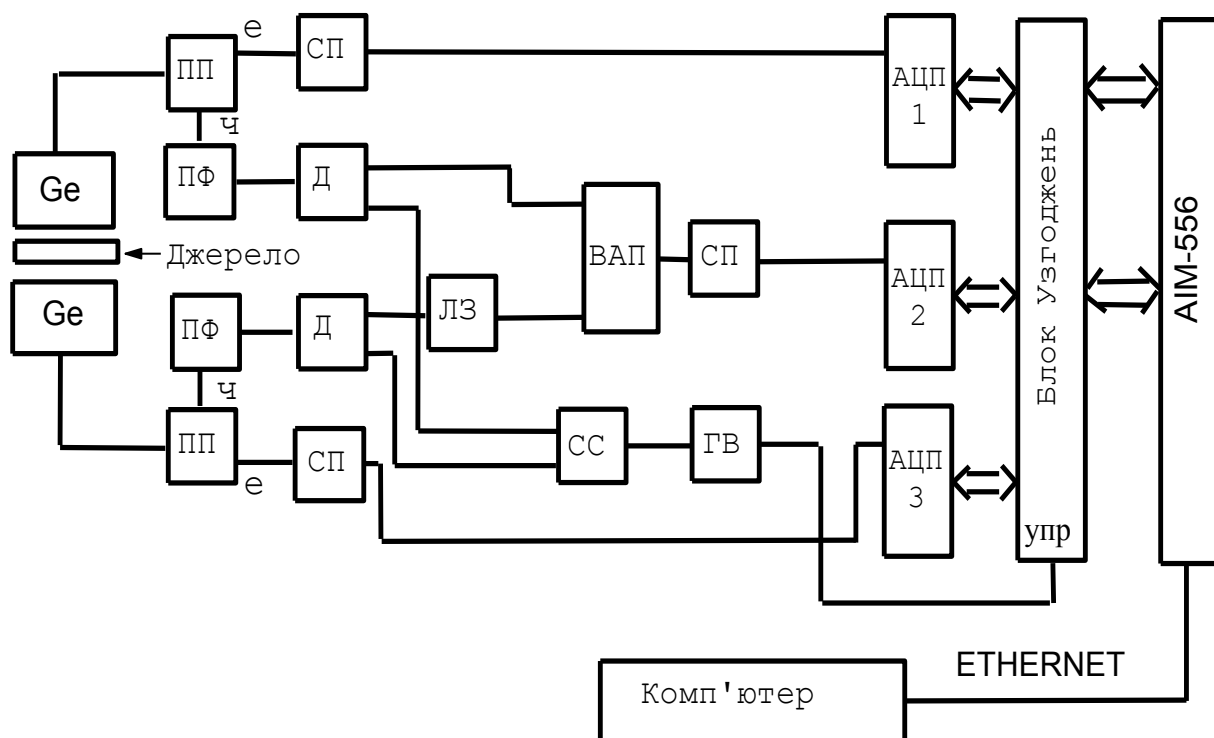 е
СП
ПП
АЦП
1
ч
Ge
ПФ
Д
Джерело
ВАП
СП
АЦП
2
Блок Узгоджень
AIM-556
Ge
ПФ
Д
ЛЗ
ч
ПП
е
СП
СС
ГВ
АЦП
3
упр
ETHERNET
Комп'ютер